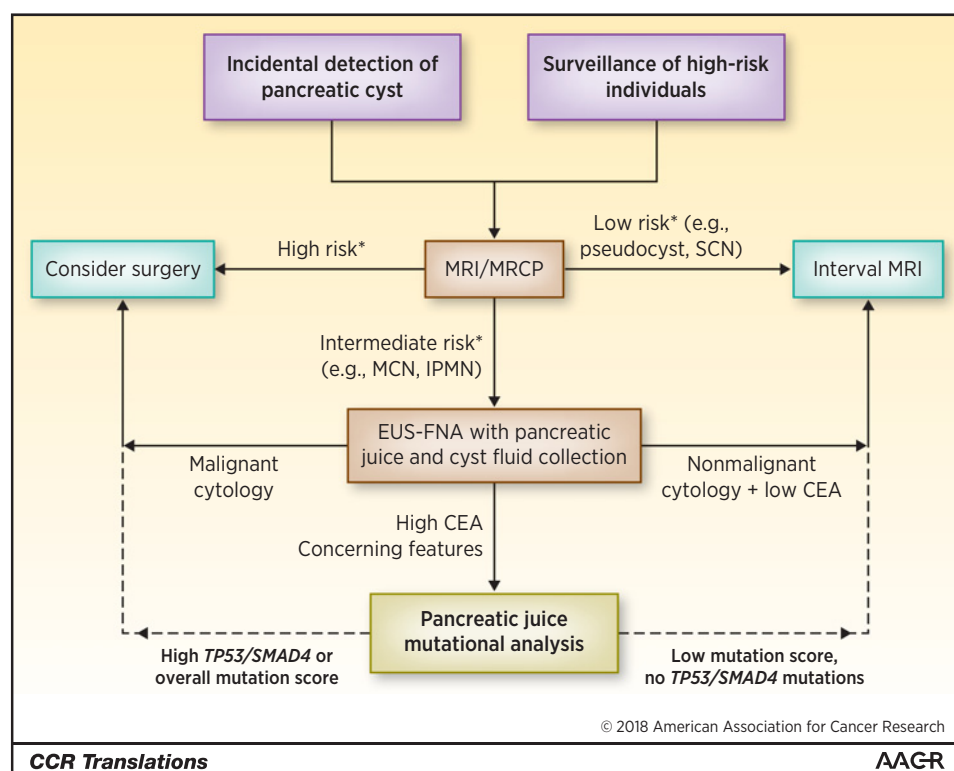 Incidental detection of
pancreatic cyst
Surveillance of high-risk
individuals
Consider surgery
High risk*
MRI/MRCP
Low risk* (e.g.,
pseudocyst, SCN)
Interval MRI
Intermediate risk*
(e.g., MCN, IPMN)
EUS-FNA with pancreatic
juice and cyst fluid collection
Malignant
cytology
Nonmalignant
cytology + low CEA
High CEA
Concerning features
Pancreatic juice
mutational analysis
High TP53/SMAD4 or
overall mutation score
Low mutation score,
no TP53/SMAD4 mutations
© 2018 American Association for Cancer Research
CCR Translations
AACR